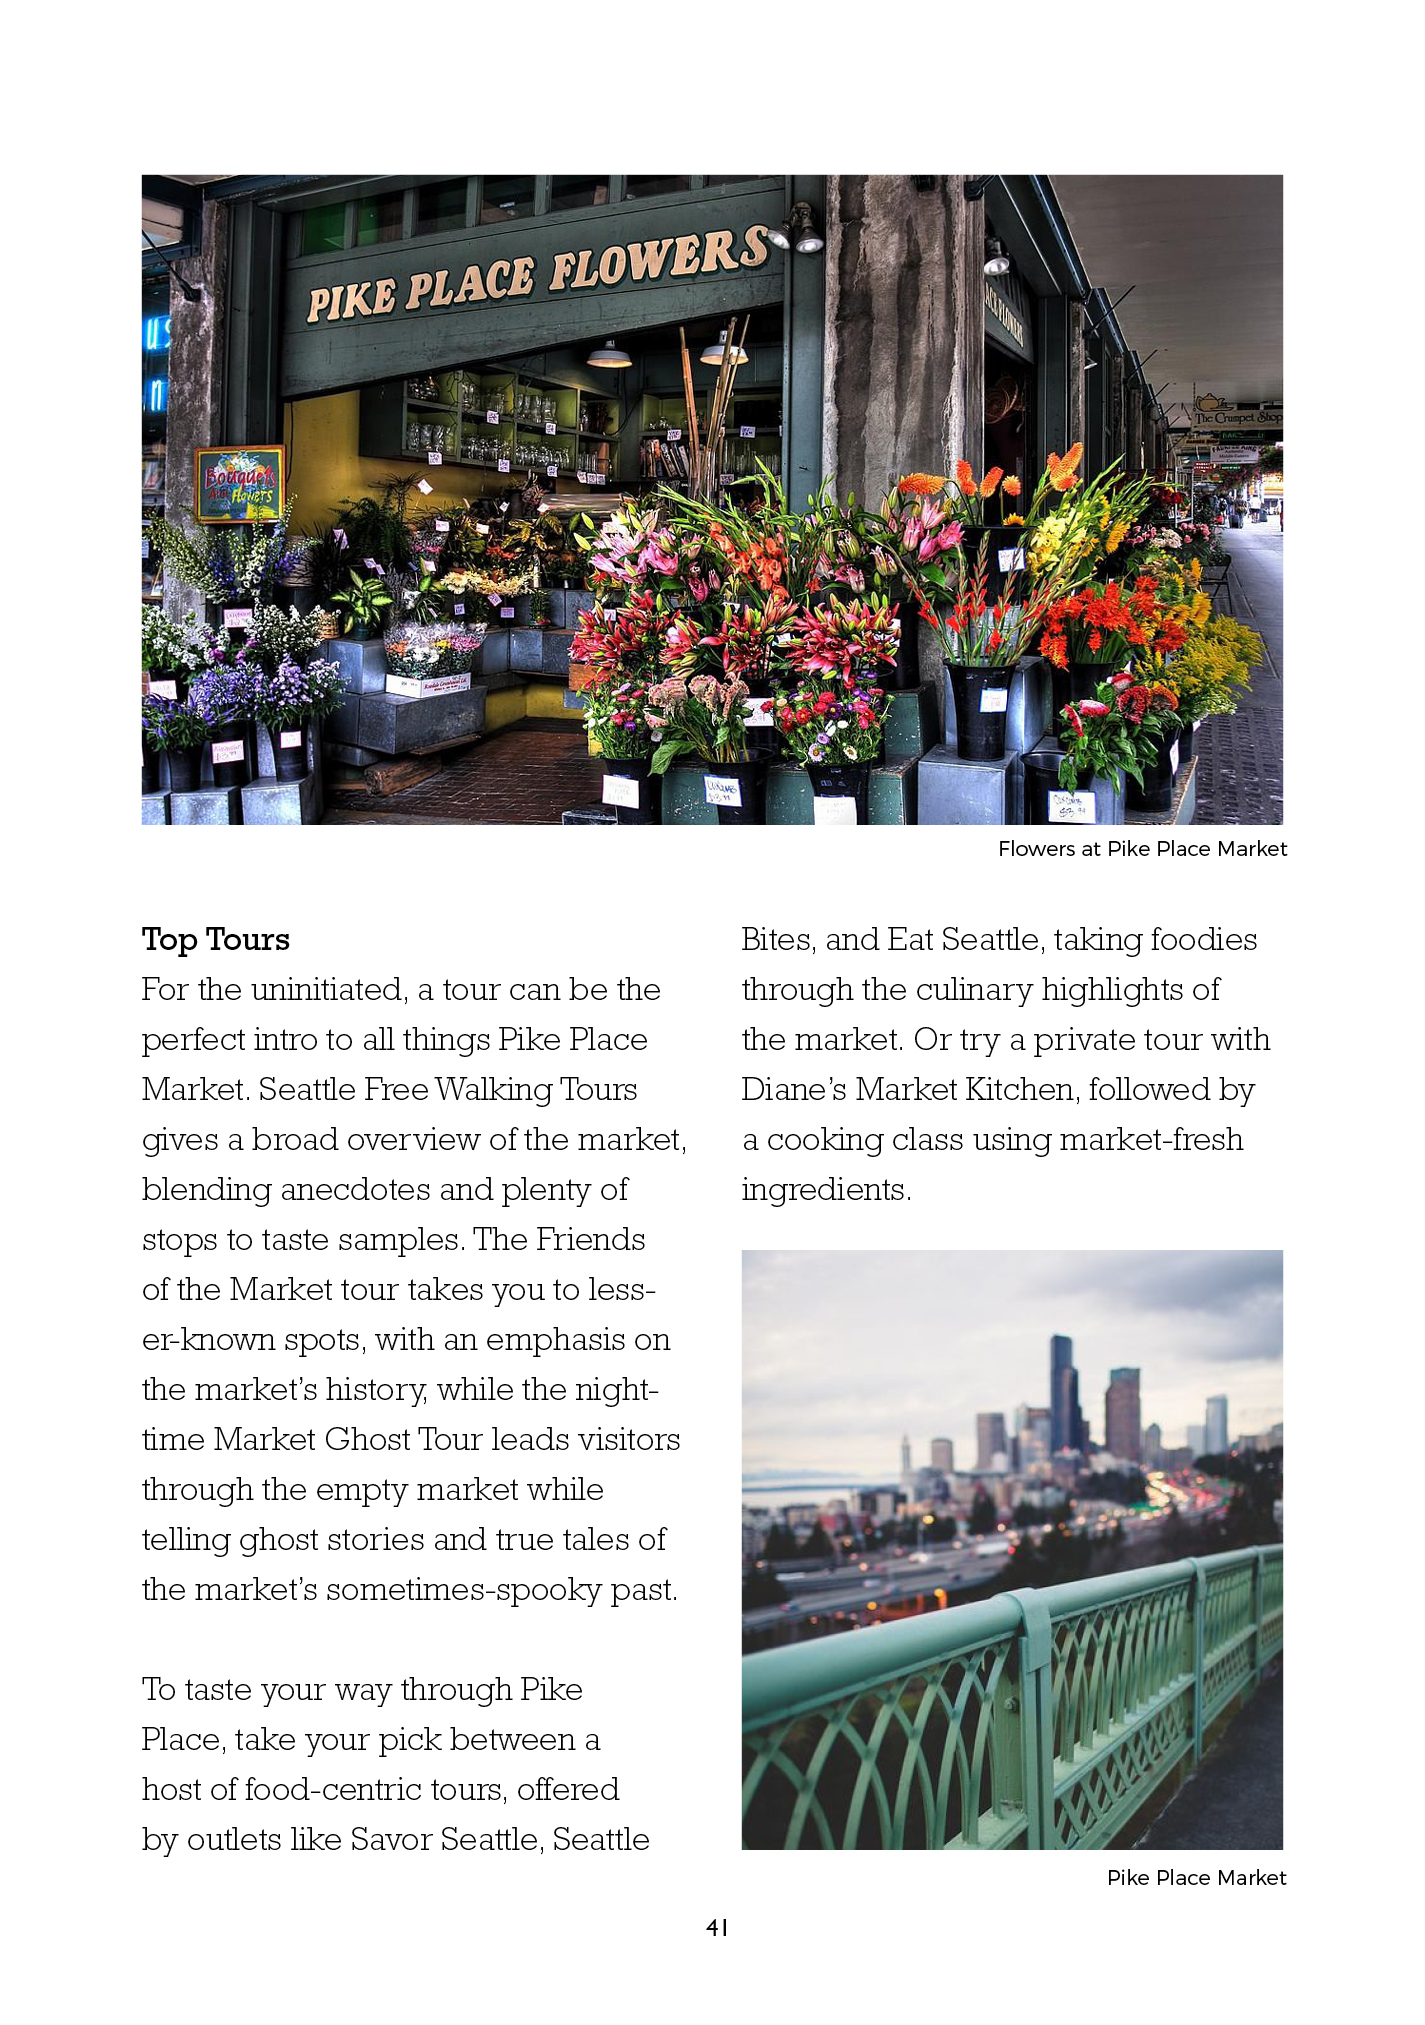 PIKE PLACE FLOWERS
The Crumpet Shop
Bouquets
Flowers
Flowers at Pike Place Market
Top Tours
For the uninitiated, a tour can be the
perfect intro to all things Pike Place
Market. Seattle Free Walking Tours
gives a broad overview of the market,
blending anecdotes and plenty of
stops to taste samples. The Friends
of the Market tour takes you to less-
er-known spots, with an emphasis on
the market’s history, while the night-
time Market Ghost Tour leads visitors
through the empty market while
telling ghost stories and true tales of
the market’s sometimes-spooky past.
To taste your way through Pike
Place, take your pick between a
host of food-centric tours, offered
by outlets like Savor Seattle, Seattle
Bites, and Eat Seattle, taking foodies
through the culinary highlights of
the market. Or try a private tour with
Diane’s Market Kitchen, followed by
a cooking class using market-fresh
ingredients.
Pike Place Market
41